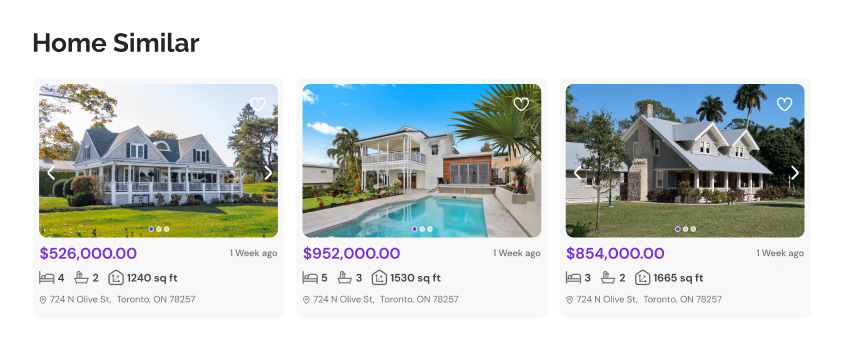 Home Similar
$526,000.00 1 Week ago
4 2 1240 sq ft
724 N Olive St, Toronto, ON 78257
$952,000.00 1 Week ago
5 3 1530 sq ft
724 N Olive St, Toronto, ON 78257
$854,000.00 1 Week ago
3 2 1665 sq ft
724 N Olive St, Toronto, ON 78257